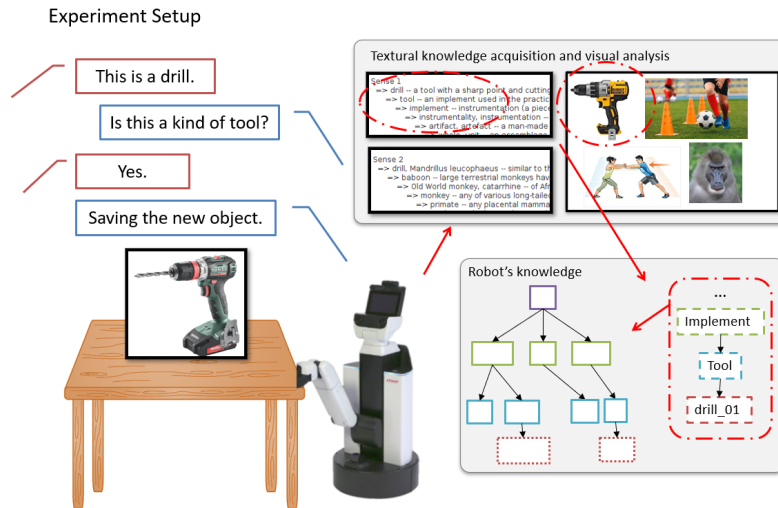 Experiment Setup
This is a drill.
Is this a kind of tool?
Yes.
Saving the new object.
Textural knowledge acquisition and visual analysis
Sense 1
=> drill -- a tool with a sharp point and cutting
=> tool -- an implement used in the practic
=> implement -- instrumentation (a piece
=> instrumentality, instrumentation --
=> artifact, artefact -- a man-made
Sense 2
=> drill, Mandrillus leucophaeus -- similar to th
=> baboon -- large terrestrial monkeys hav
=> Old World monkey, catarrhine -- of Afr
=> monkey -- any of various long-tailed
=> primate -- any placental mamma
Robot's knowledge
...
Implement
Tool
drill_01